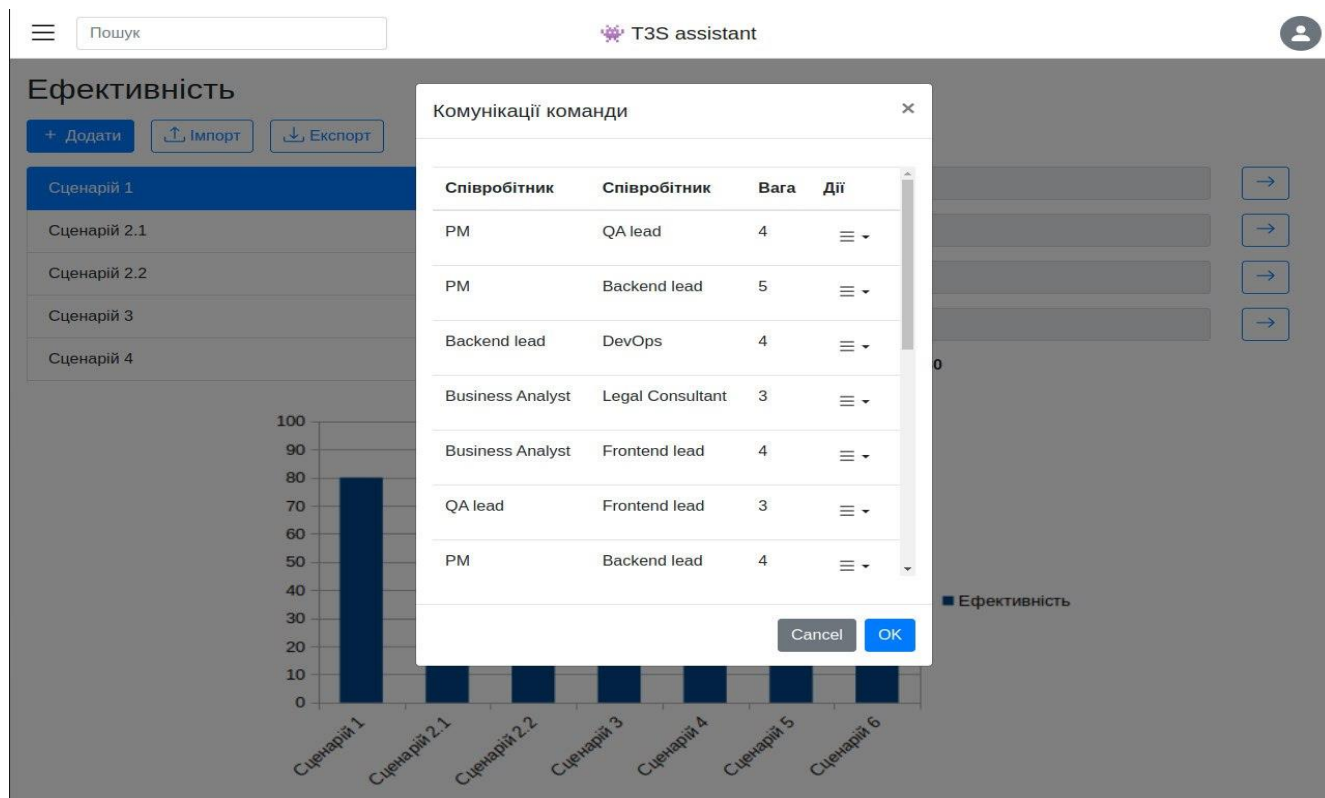 Пошук
T3S assistant
Ефективність
+ Додати
Імпорт
Експорт
Сценарій 1
Сценарій 2.1
Сценарій 2.2
Сценарій 3
Сценарій 4
Комунікації команди ×
Співробітник Співробітник Вага Дії
PM QA lead 4
PM Backend lead 5
Backend lead DevOps 4
Business Analyst Legal Consultant 3
Business Analyst Frontend lead 4
QA lead Frontend lead 3
PM Backend lead 4
Cancel OK
0
100
90
80
70
60
50
40
30
20
10
0
Ефективність
Сценарій 1
Сценарій 2.1
Сценарій 2.2
Сценарій 3
Сценарій 4
Сценарій 5
Сценарій 6